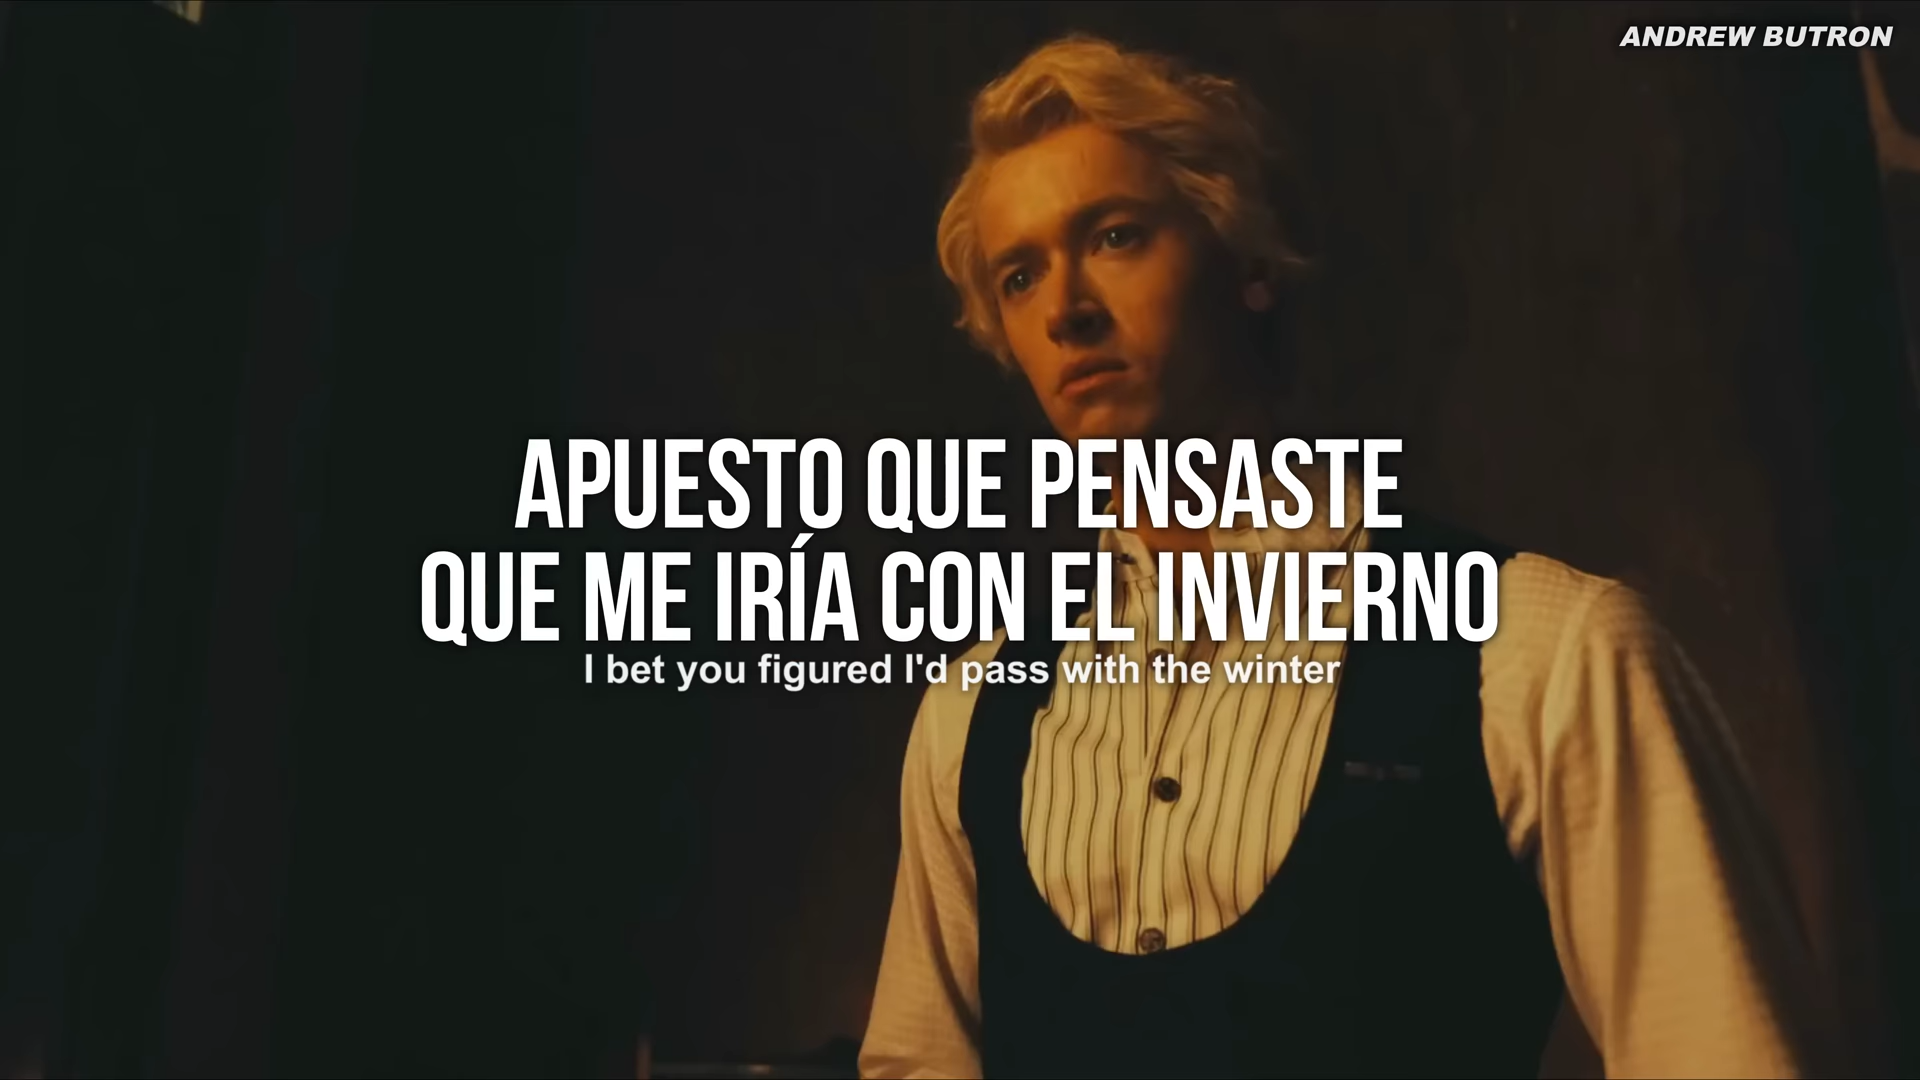 ANDREW BUTRON
APUESTO QUE PENSASTE
QUE ME IRÍA CON EL INVIERNO
I bet you figured I'd pass with the winter